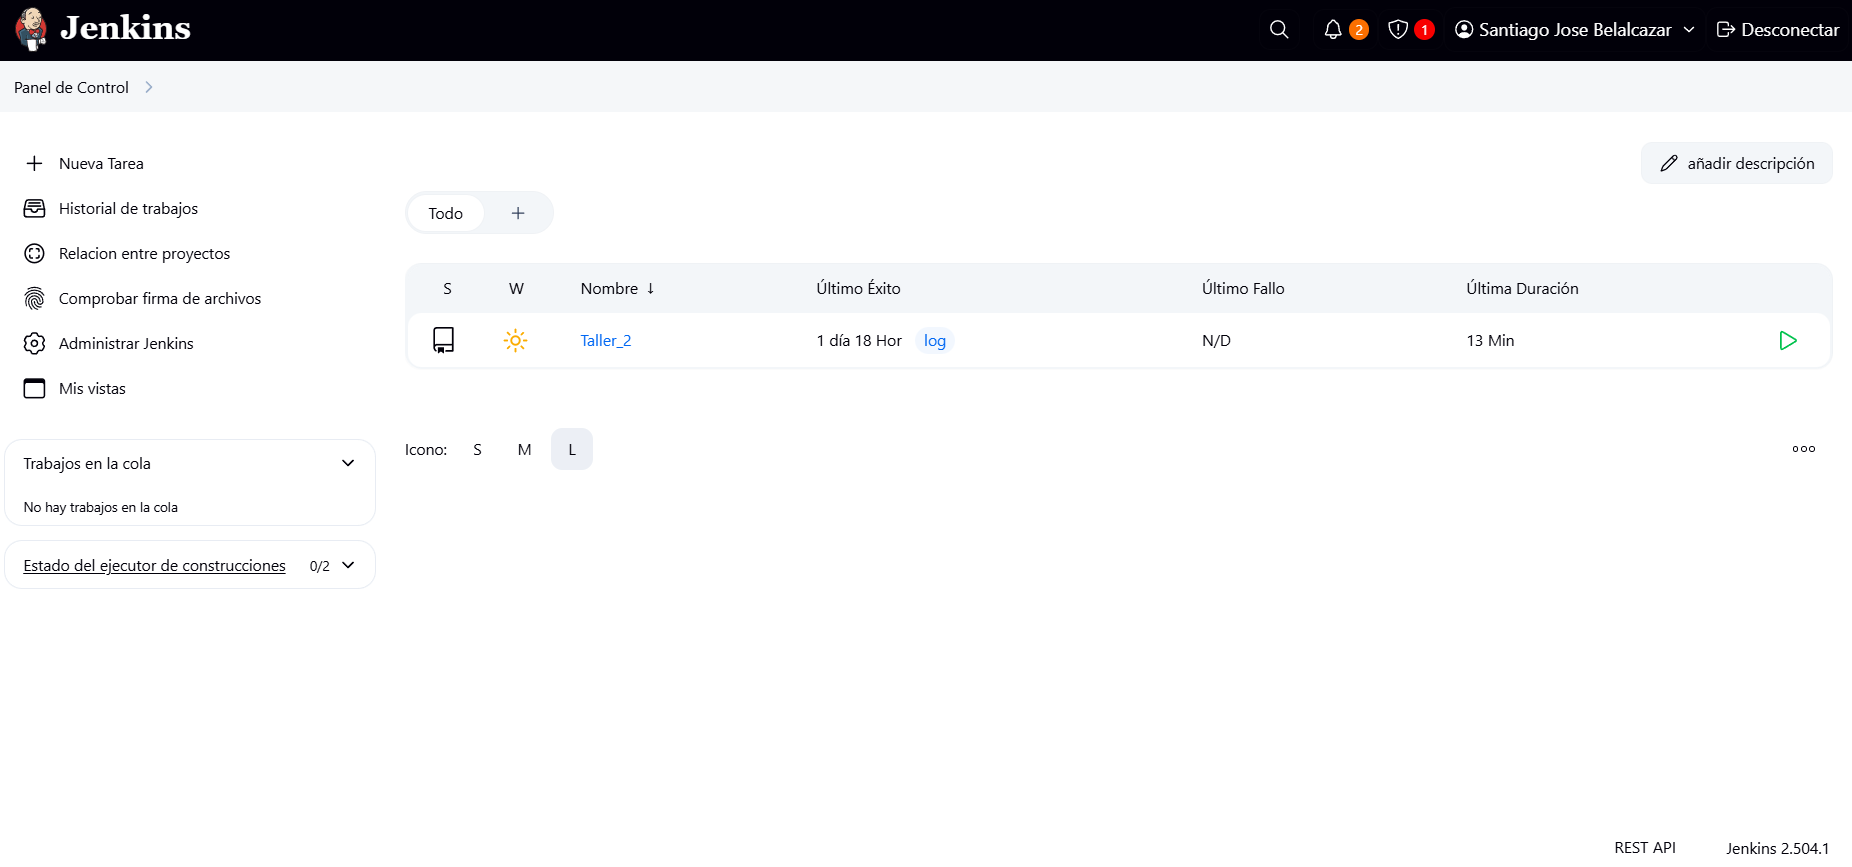 Jenkins
2
1
Santiago Jose Belalcazar
Desconectar
Panel de Control
Nueva Tarea
Historial de trabajos
Relacion entre proyectos
Comprobar firma de archivos
Administrar Jenkins
Mis vistas
Trabajos en la cola
No hay trabajos en la cola
Estado del ejecutor de construcciones 0/2
añadir descripción
Todo +
S W Nombre ↓ Último Éxito Último Fallo Última Duración
Taller_2 1 día 18 Hor log N/D 13 Min
Icono: S M L
REST API Jenkins 2.504.1